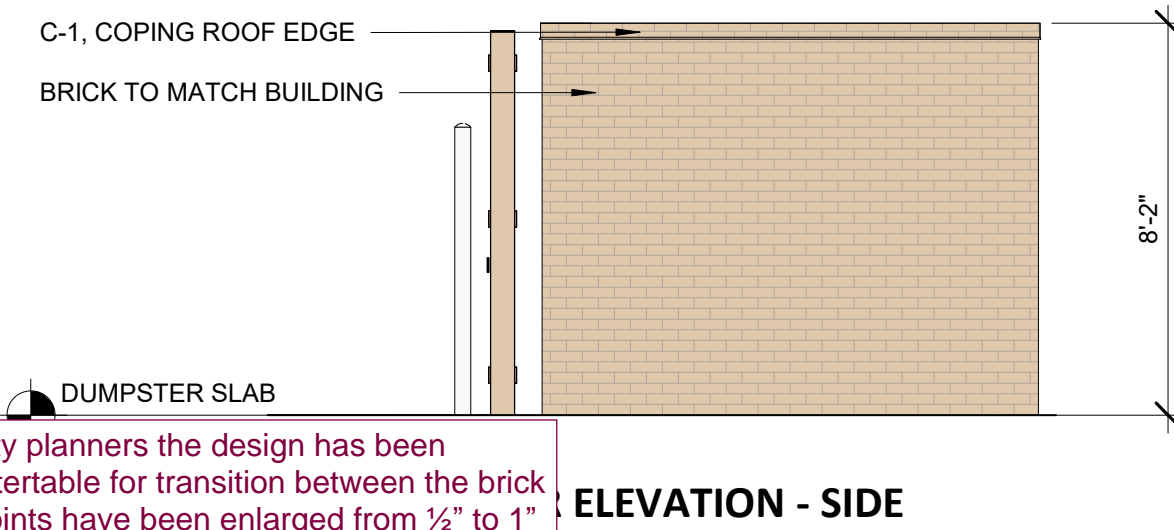 C-1, COPING ROOF EDGE
BRICK TO MATCH BUILDING
8'-2"
DUMPSTER SLAB
planners the design has been
for transition between the brick
have been enlarged from ½” to 1”
ELEVATION - SIDE